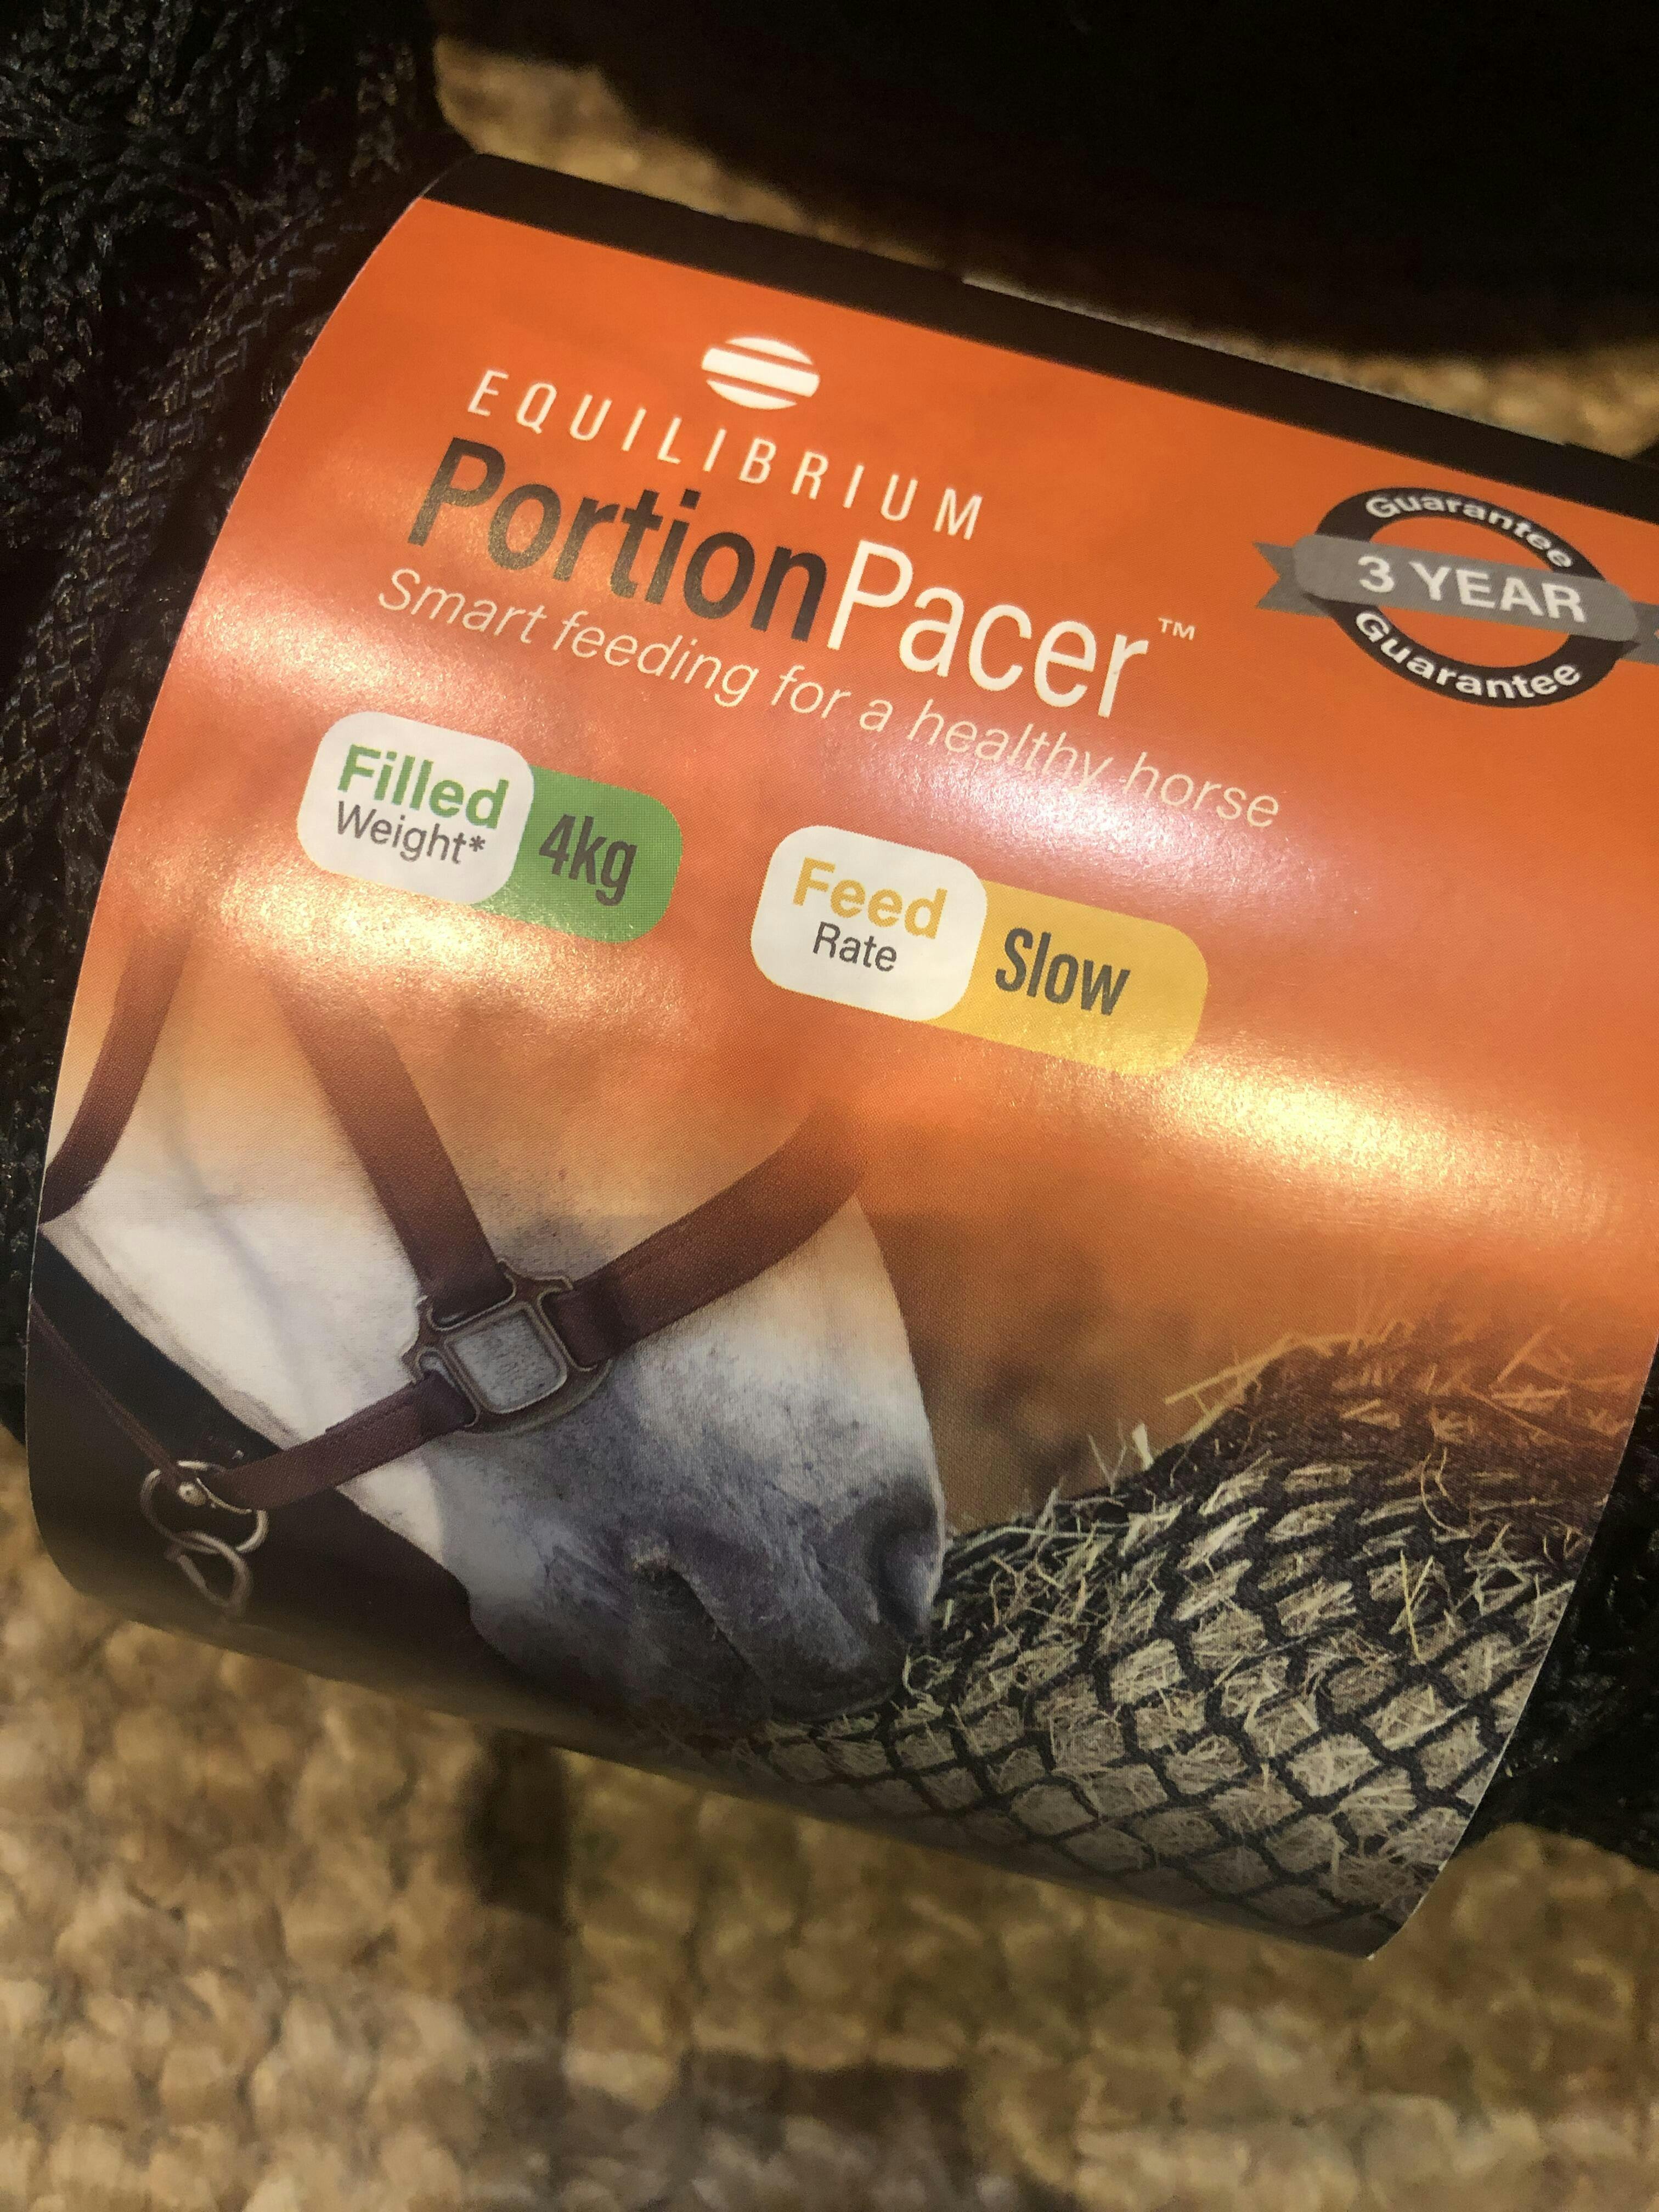 EQUILIBRIUM
PortionPacer™
Smart feeding for a healthy horse
Guarantee
3 YEAR
Guarantee
Filled
Weight*
4kg
Feed
Rate
Slow